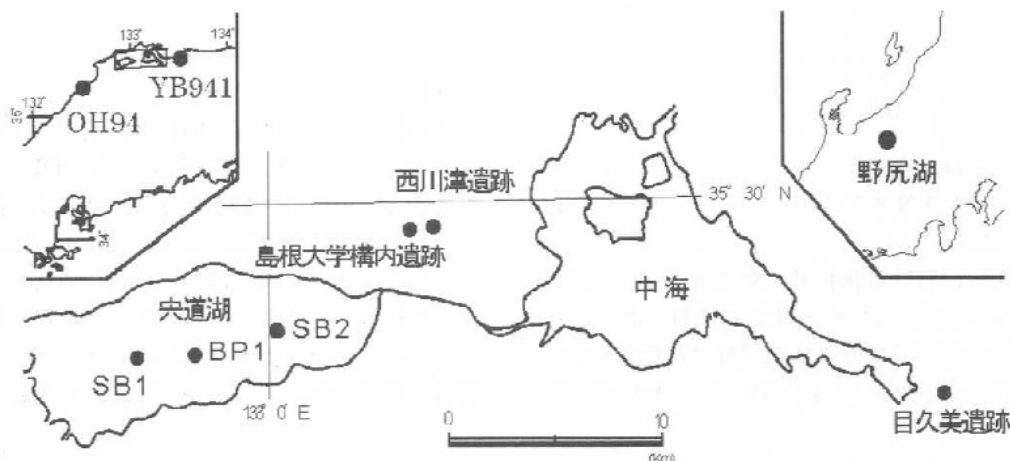 133°
134°
YB941
132°
36°
OH94
34°
西川津遺跡
35° 30′ N
野尻湖
島根大学構内遺跡
中海
宍道湖
SB2
BP1
SB1
133° 0′ E
0
10
(km)
目久美遺跡